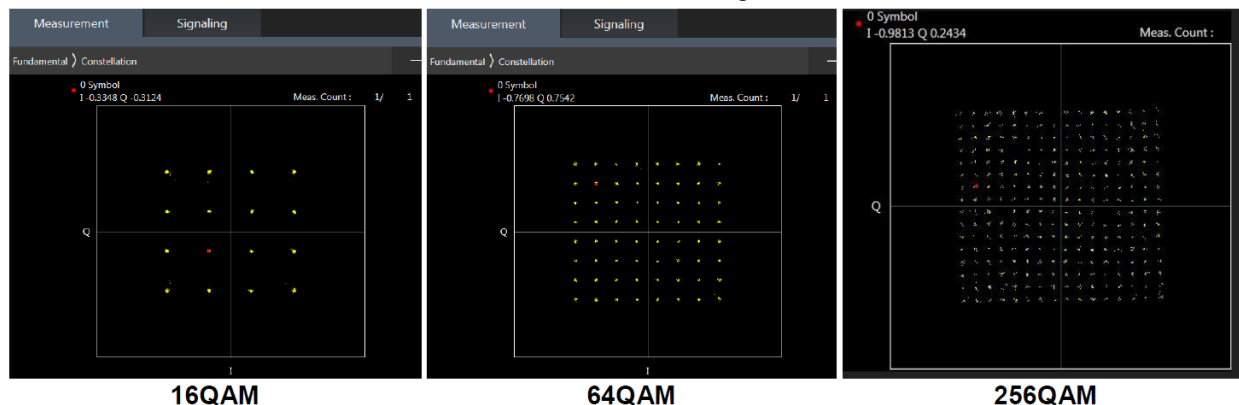 Measurement Signaling
Fundamental 〉 Constellation
0 Symbol
I -0.3348 Q -0.3124 Meas. Count : 1/ 1
Q
I
16QAM
Measurement Signaling
Fundamental 〉 Constellation
0 Symbol
I -0.7698 Q 0.7542 Meas. Count : 1/ 1
Q
I
64QAM
0 Symbol
I -0.9813 Q 0.2434 Meas. Count :
Q
256QAM